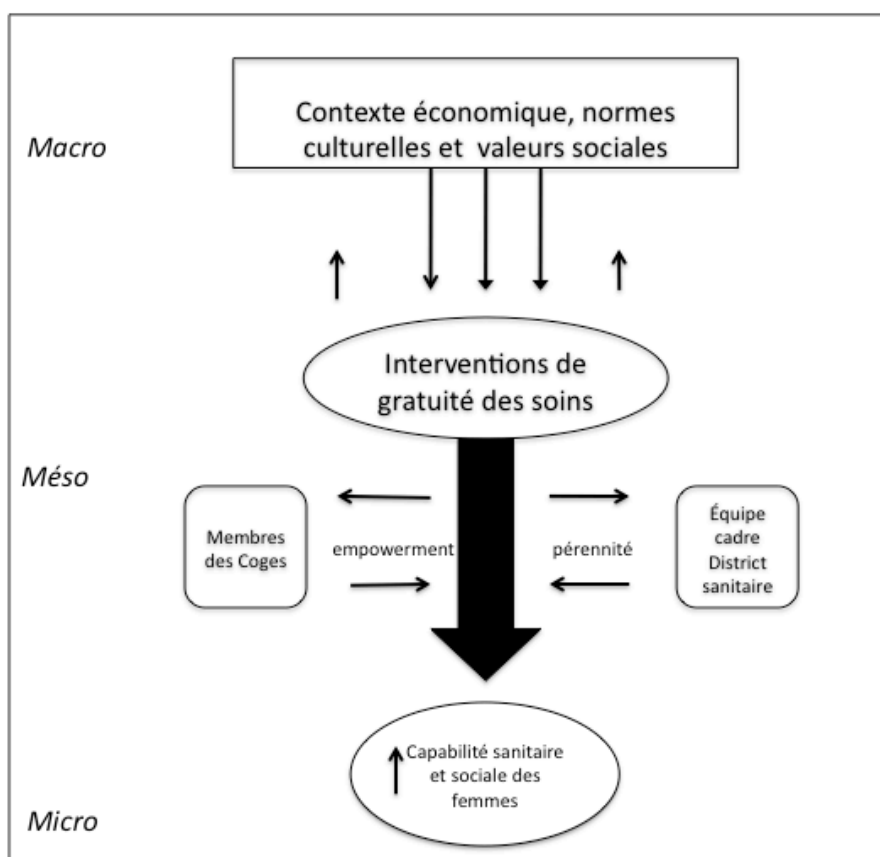 Contexte économique, normes
culturelles et valeurs sociales
Macro
Interventions de
gratuité des soins
Méso
Membres
des Coges
empowerment
pérennité
Équipe
cadre
District
sanitaire
Capabilité sanitaire
et sociale des
femmes
Micro